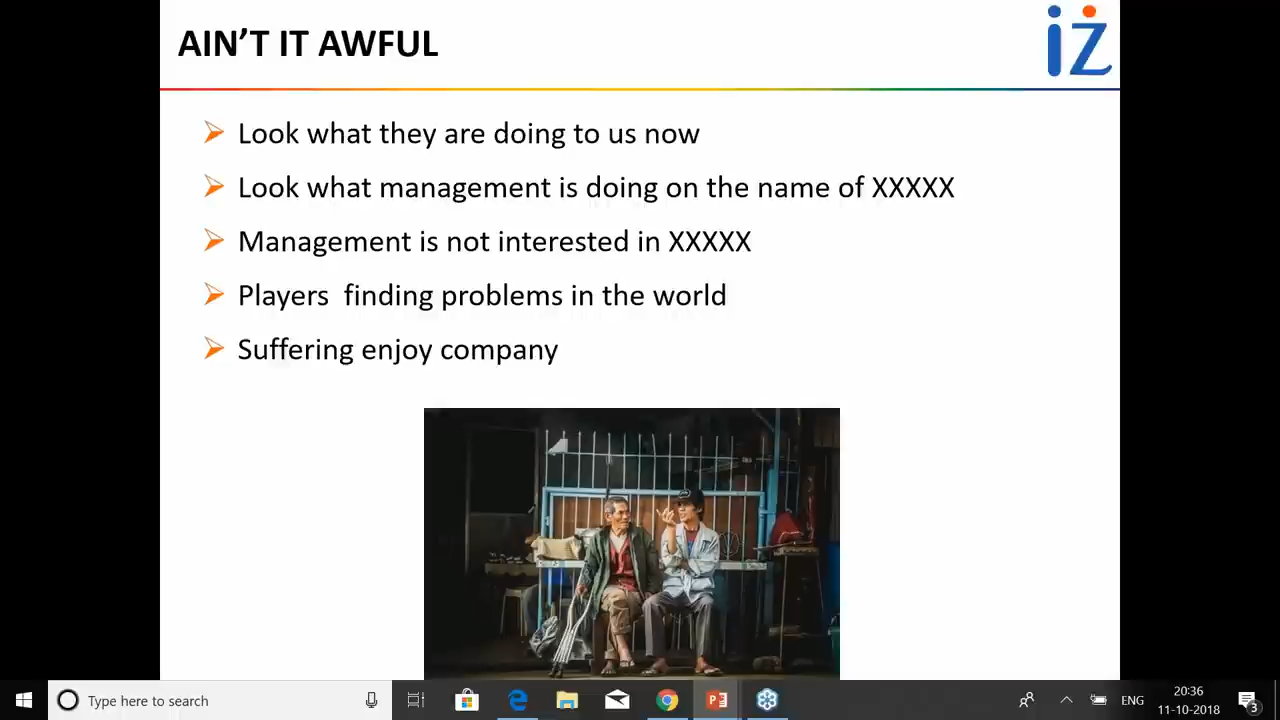 AIN'T IT AWFUL
iz
Look what they are doing to us now
Look what management is doing on the name of XXXXX
Management is not interested in XXXXX
Players finding problems in the world
Suffering enjoy company
Type here to search
ENG
20:36
11-10-2018
3